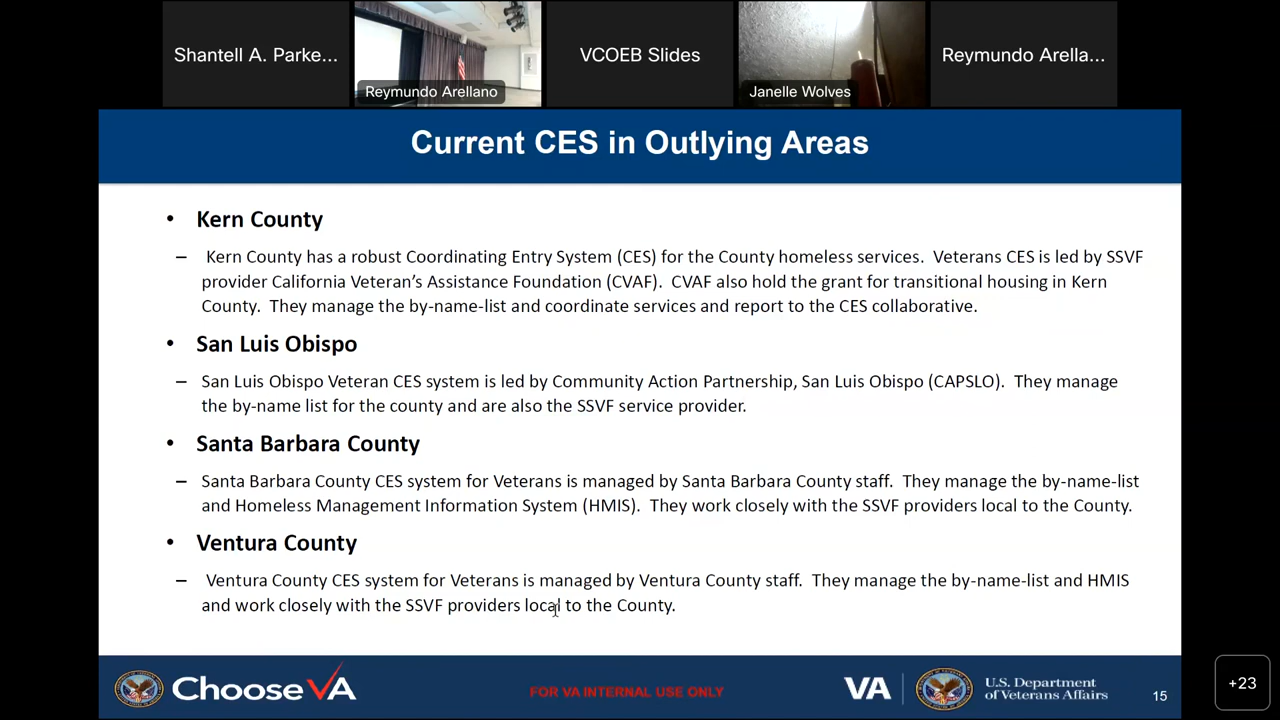 Shantell A. Parke...
Reymundo Arellano
VCOEB Slides
Janelle Wolves
Reymundo Arella...
Current CES in Outlying Areas
• Kern County
– Kern County has a robust Coordinating Entry System (CES) for the County homeless services. Veterans CES is led by SSVF
provider California Veteran's Assistance Foundation (CVAF). CVAF also hold the grant for transitional housing in Kern
County. They manage the by-name-list and coordinate services and report to the CES collaborative.
• San Luis Obispo
– San Luis Obispo Veteran CES system is led by Community Action Partnership, San Luis Obispo (CAPSLO). They manage
the by-name list for the county and are also the SSVF service provider.
• Santa Barbara County
– Santa Barbara County CES system for Veterans is managed by Santa Barbara County staff. They manage the by-name-list
and Homeless Management Information System (HMIS). They work closely with the SSVF providers local to the County.
• Ventura County
– Ventura County CES system for Veterans is managed by Ventura County staff. They manage the by-name-list and HMIS
and work closely with the SSVF providers local to the County.
Choose VA
FOR VA INTERNAL USE ONLY
VA
U.S. Department
of Veterans Affairs
15
+23